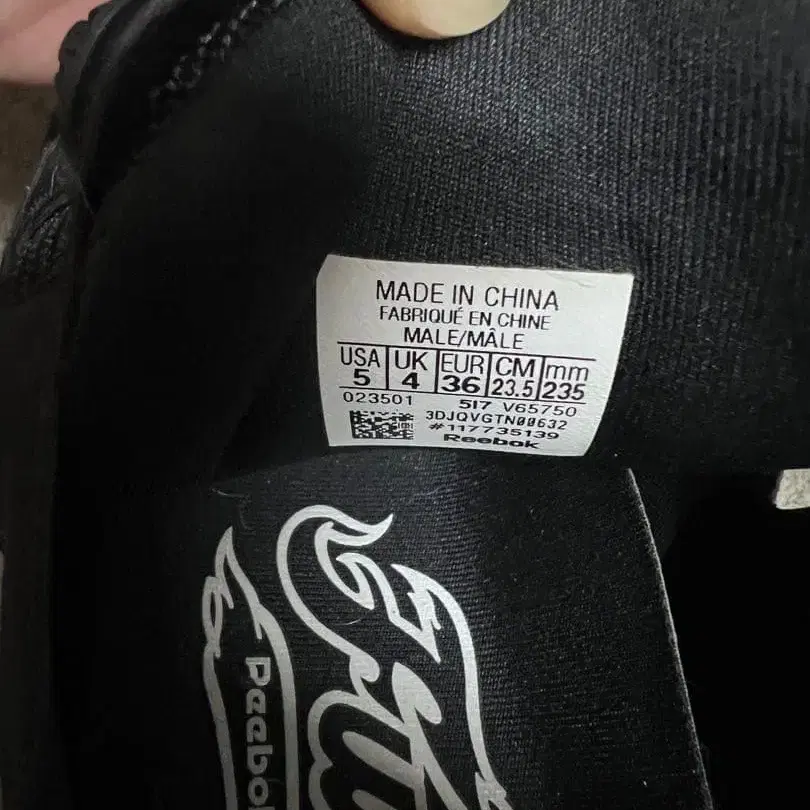 MADE IN CHINA
FABRIQUÉ EN CHINE
MALE/MÂLE
USA UK EUR CM mm
5 4 36 23.5 235
023501 517 V65750
3DJQVGTN00632
#117735139
Reebok
Reebok